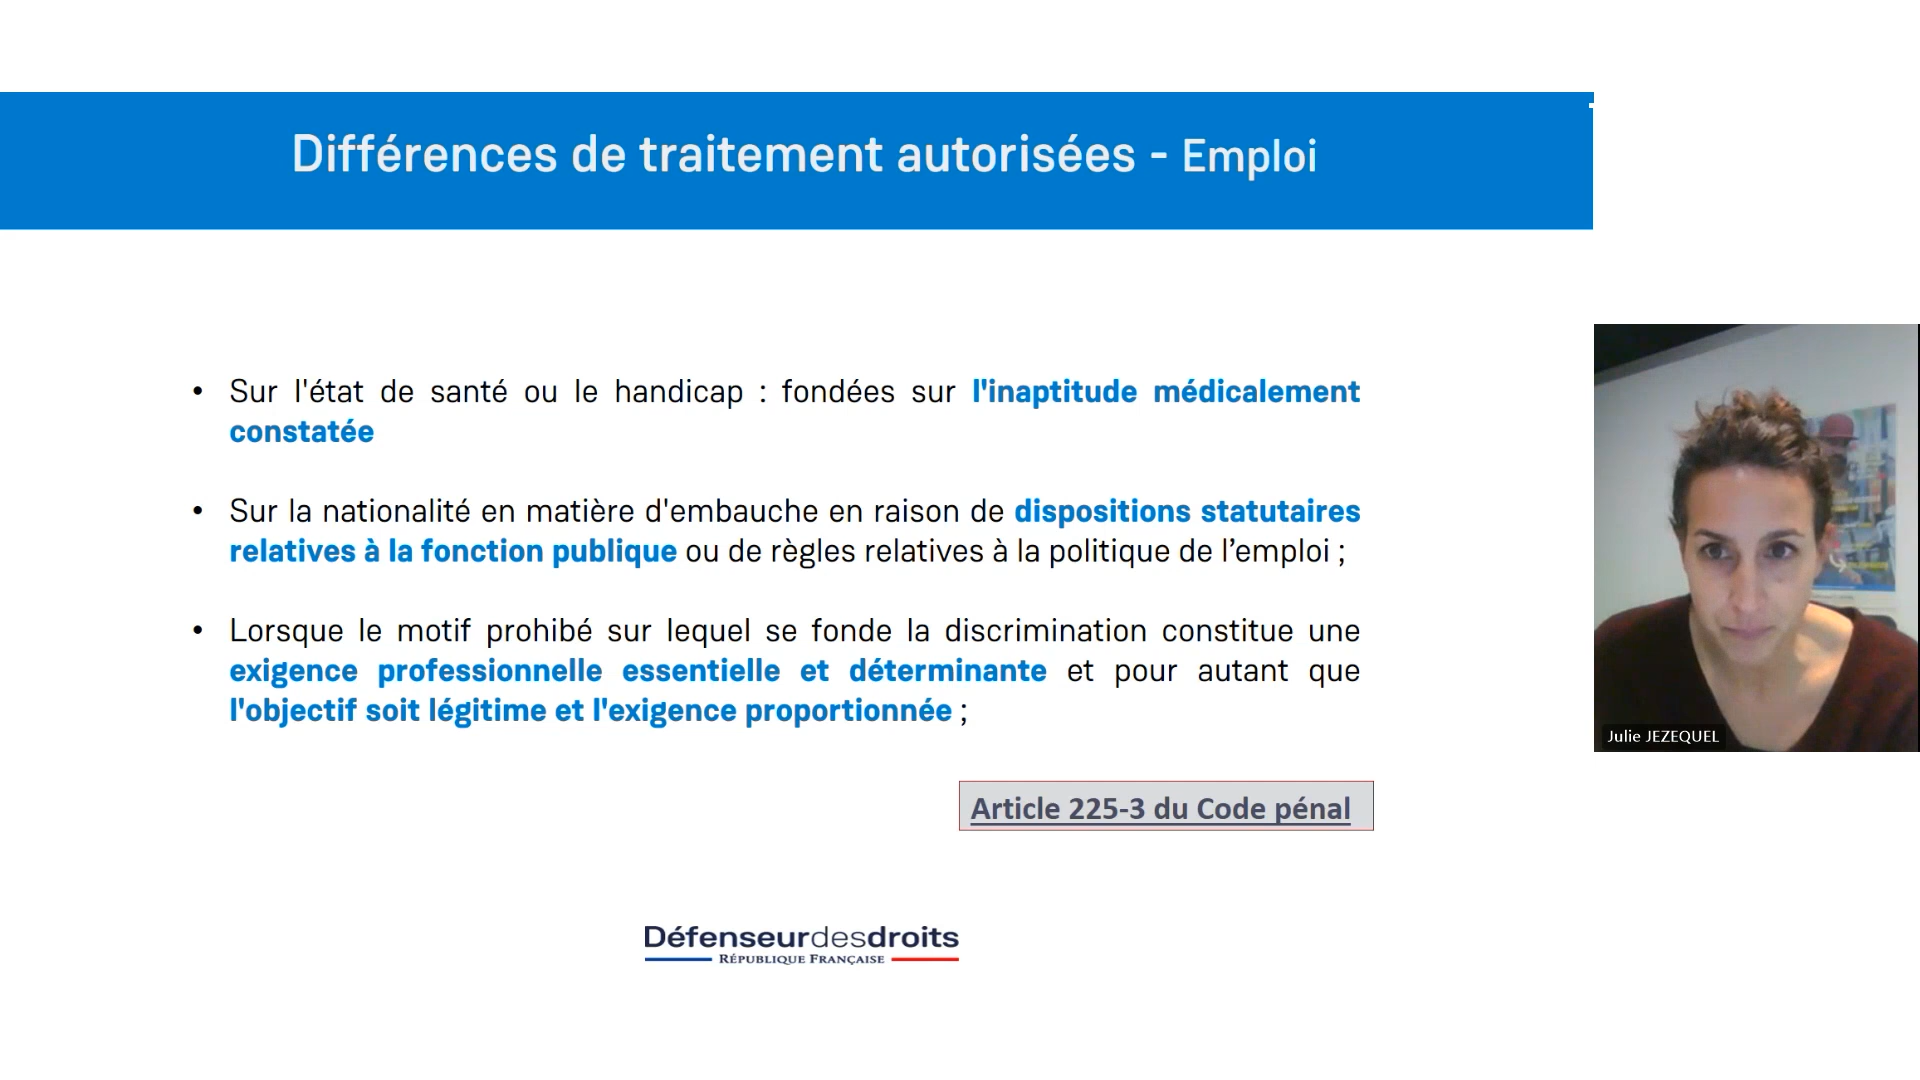 Différences de traitement autorisées - Emploi
• Sur l'état de santé ou le handicap : fondées sur l'inaptitude médicalement
constatée
• Sur la nationalité en matière d'embauche en raison de dispositions statutaires
relatives à la fonction publique ou de règles relatives à la politique de l’emploi ;
• Lorsque le motif prohibé sur lequel se fonde la discrimination constitue une
exigence professionnelle essentielle et déterminante et pour autant que
l'objectif soit légitime et l'exigence proportionnée ;
Julie JEZEQUEL
Article 225-3 du Code pénal
Défenseurdesdroits
RÉPUBLIQUE FRANÇAISE